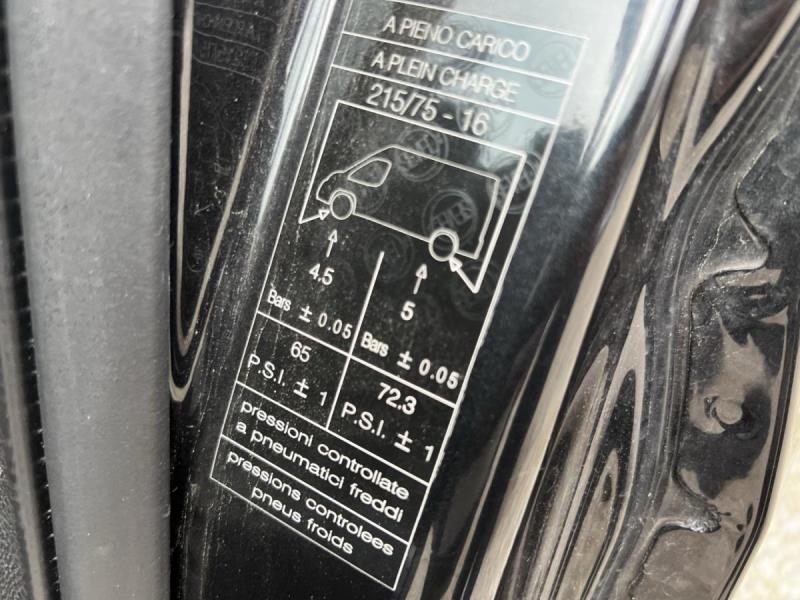 A PIENO CARICO
A PLEIN CHARGE
215/75 - 16
4.5
Bars ± 0.05
5
Bars ± 0.05
65
P.S.I. ± 1
72.3
P.S.I. ± 1
pressioni controllate
a pneumatici freddi
pressions controlees
pneus froids